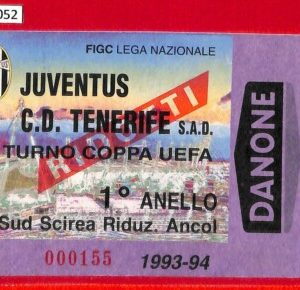 052
FIGC LEGA NAZIONALE
JUVENTUS
C.D. TENERIFE S.A.D.
RIDOTTI
TURNO COPPA UEFA
1° ANELLO
Sud Scirea Riduz. Ancol
000155 1993-94
DANONE